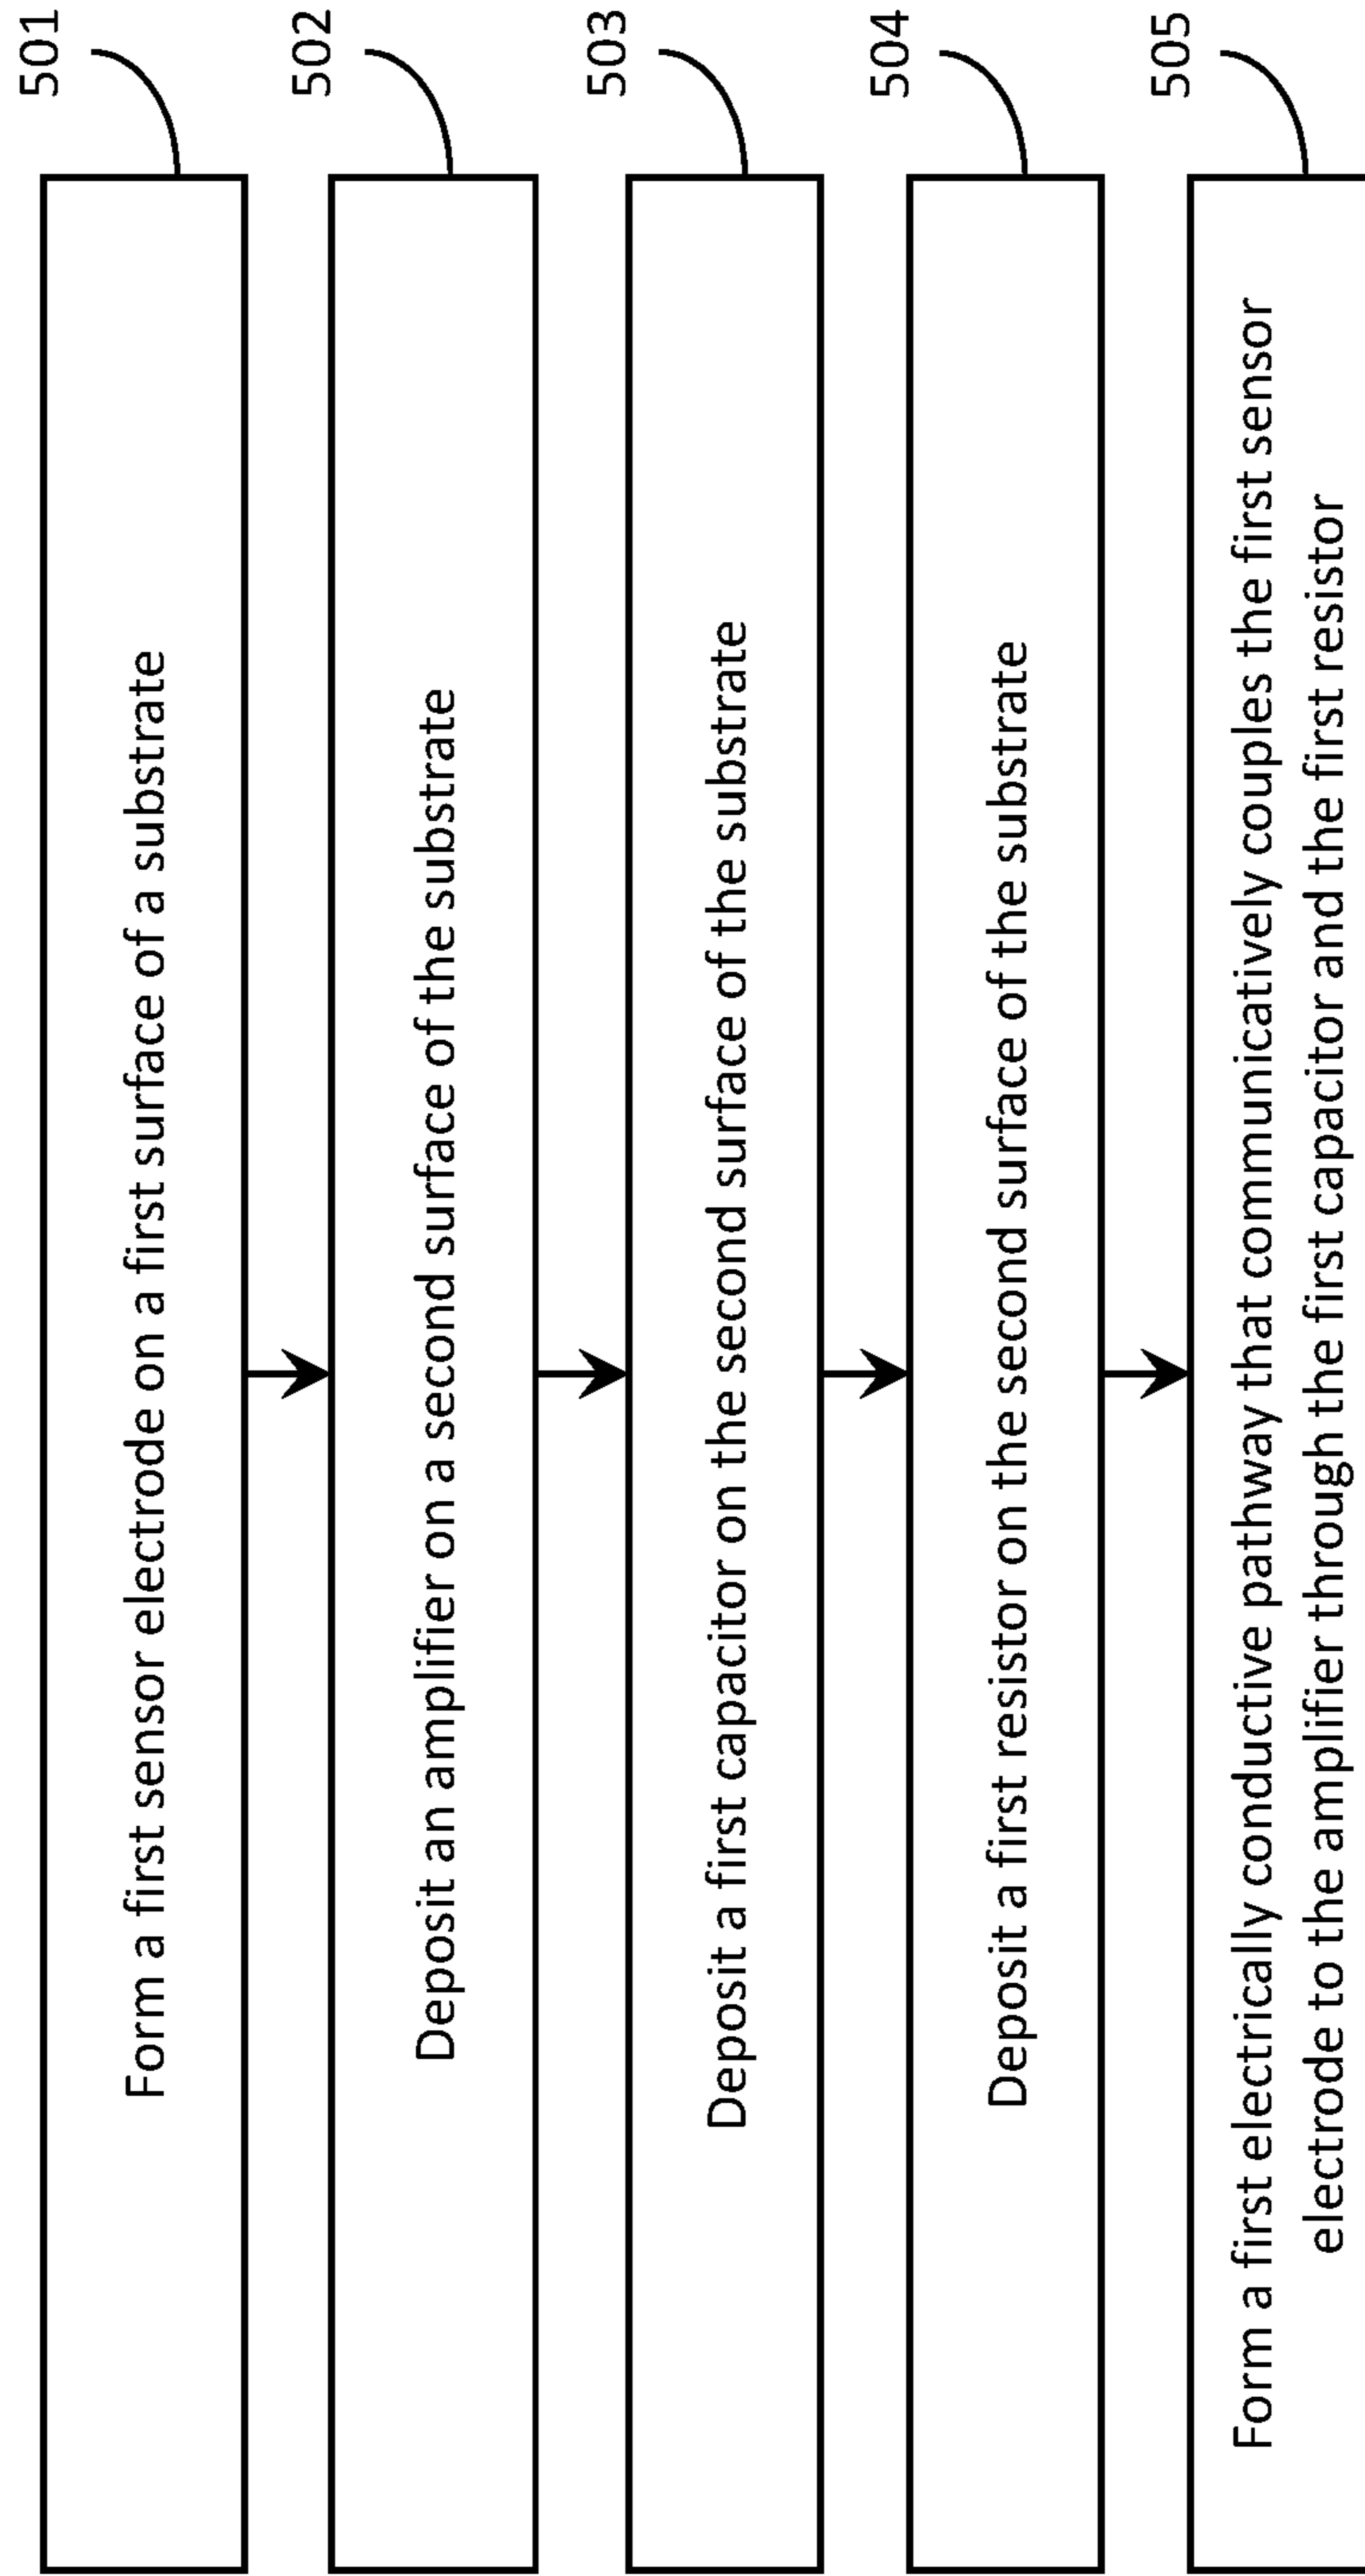 501
Form a first sensor electrode on a first surface of a substrate
502
Deposit an amplifier on a second surface of the substrate
503
Deposit a first capacitor on the second surface of the substrate
504
Deposit a first resistor on the second surface of the substrate
505
Form a first electrically conductive pathway that communicatively couples the first sensor
electrode to the amplifier through the first capacitor and the first resistor